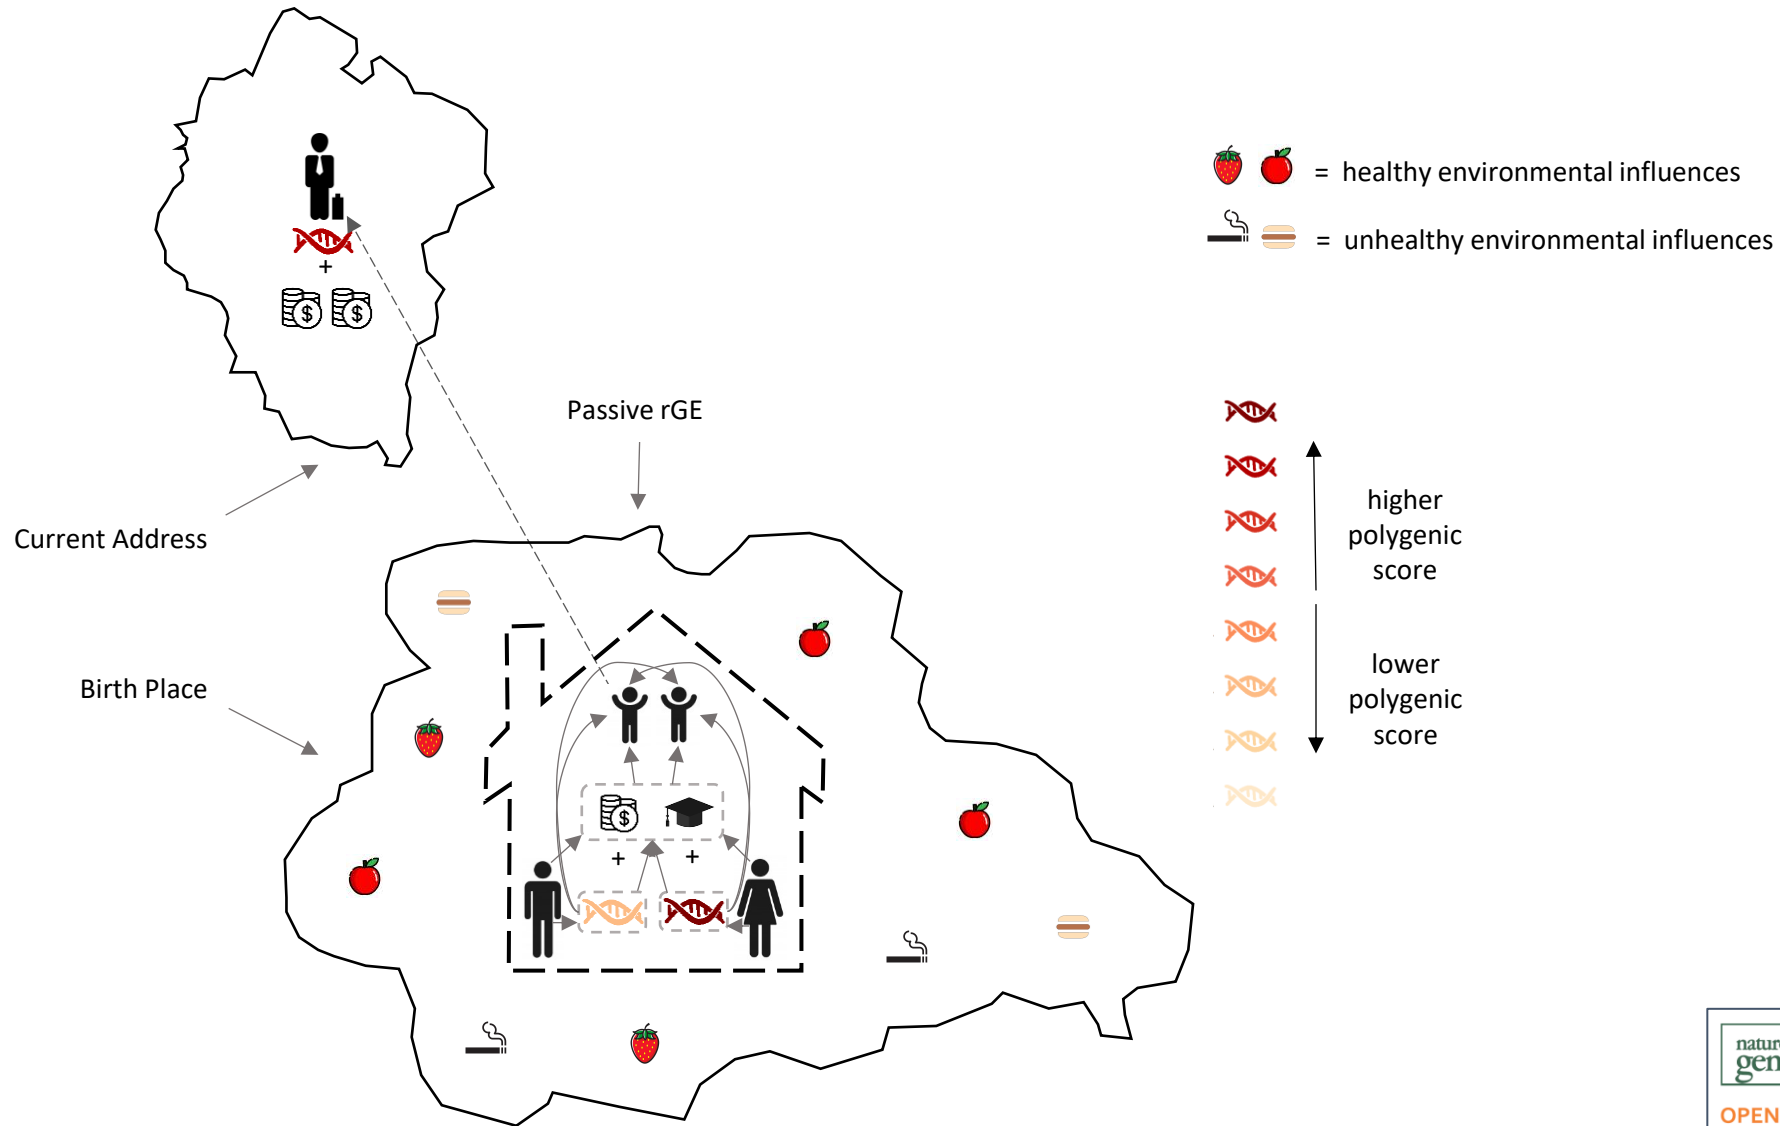 = healthy environmental influences
= unhealthy environmental influences
+
$ $
Passive rGE
higher
polygenic
score
Current Address
lower
polygenic
score
Birth Place
$
+ +
OPEN